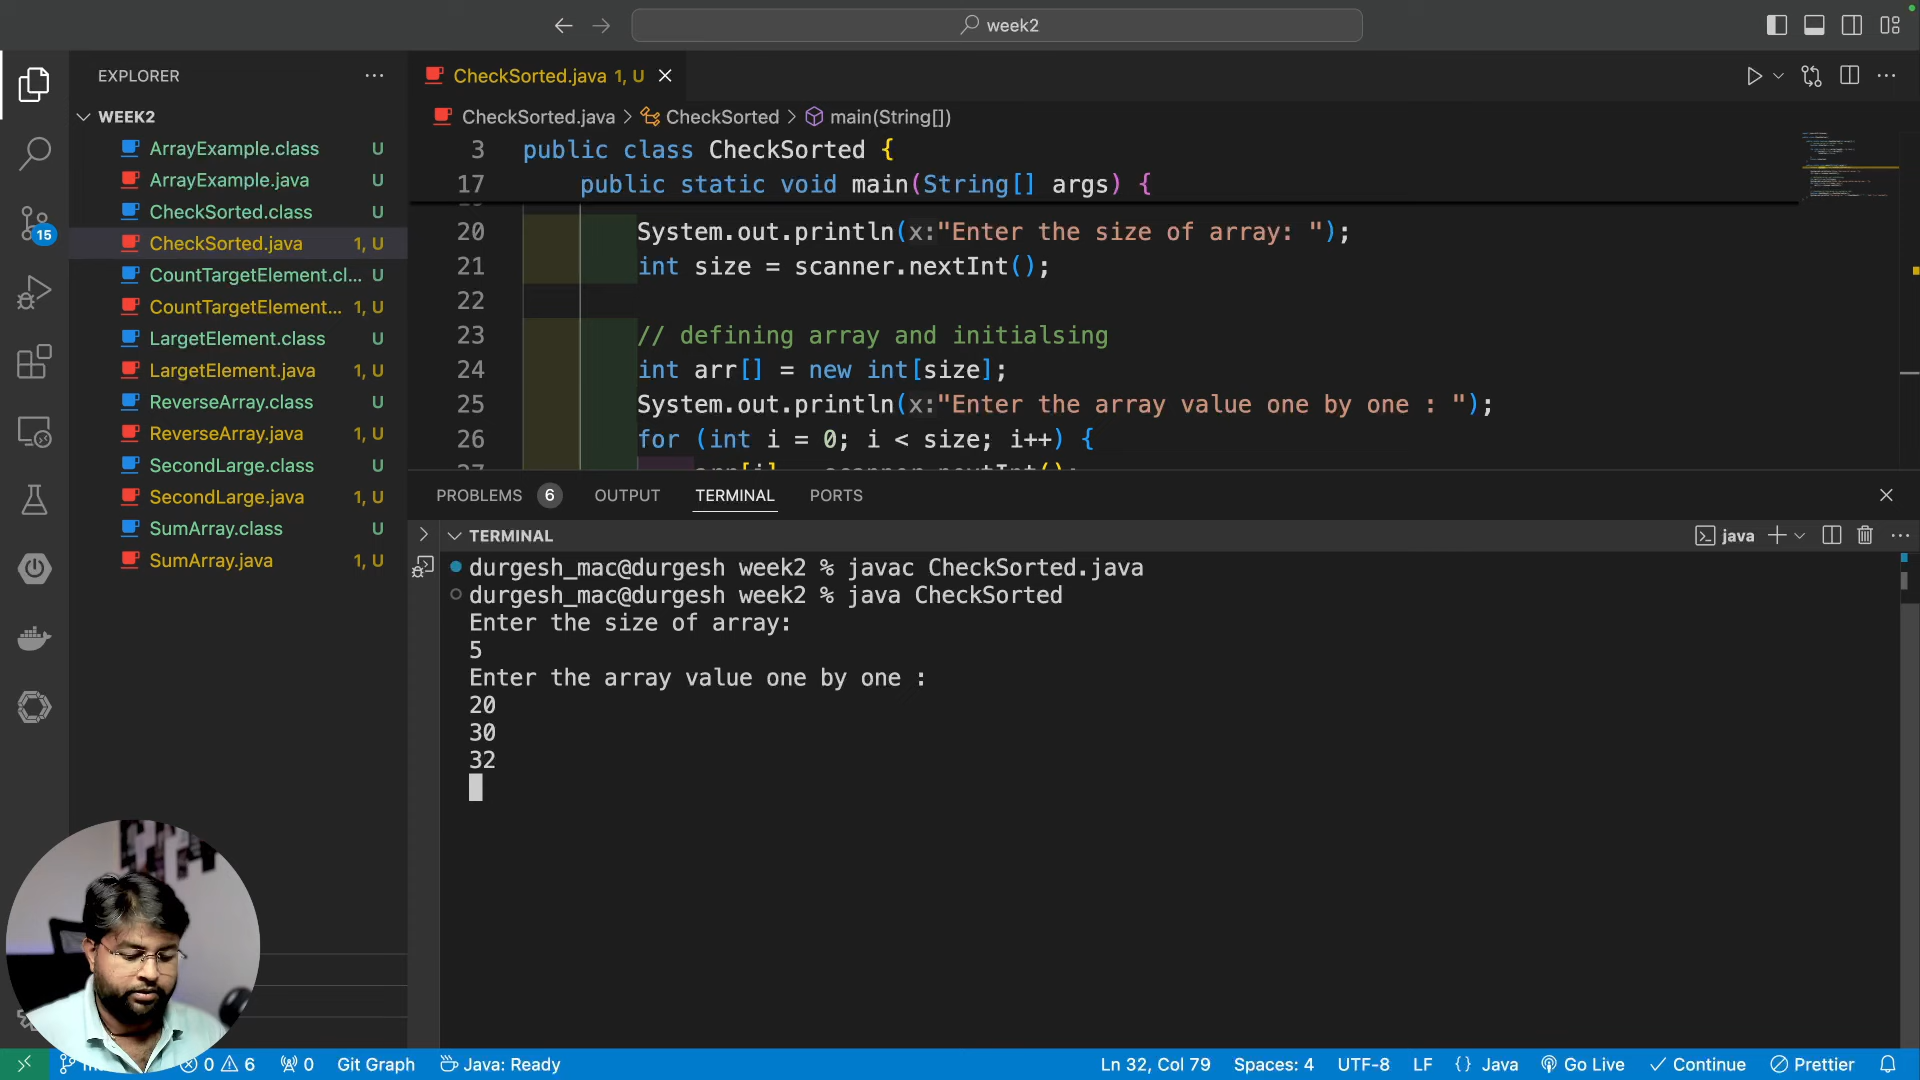 week2
EXPLORER
WEEK2
ArrayExample.class U
ArrayExample.java U
CheckSorted.class U
CheckSorted.java 1, U
CountTargetElement.cl... U
CountTargetElement... 1, U
LargetElement.class U
LargetElement.java 1, U
ReverseArray.class U
ReverseArray.java 1, U
SecondLarge.class U
SecondLarge.java 1, U
SumArray.class U
SumArray.java 1, U
15
CheckSorted.java 1, U
CheckSorted.java > CheckSorted > main(String[])
3 public class CheckSorted {
17 public static void main(String[] args) {
20 System.out.println(x:"Enter the size of array: ");
21 int size = scanner.nextInt();
22
23 // defining array and initialsing
24 int arr[] = new int[size];
25 System.out.println(x:"Enter the array value one by one : ");
26 for (int i = 0; i < size; i++) {
27 arr[i] = scanner.nextInt();
PROBLEMS 6 OUTPUT TERMINAL PORTS
TERMINAL
java
durgesh_mac@durgesh week2 % javac CheckSorted.java
durgesh_mac@durgesh week2 % java CheckSorted
Enter the size of array:
5
Enter the array value one by one :
20
30
32
0 6 0 Git Graph Java: Ready Ln 32, Col 79 Spaces: 4 UTF-8 LF {} Java Go Live Continue Prettier